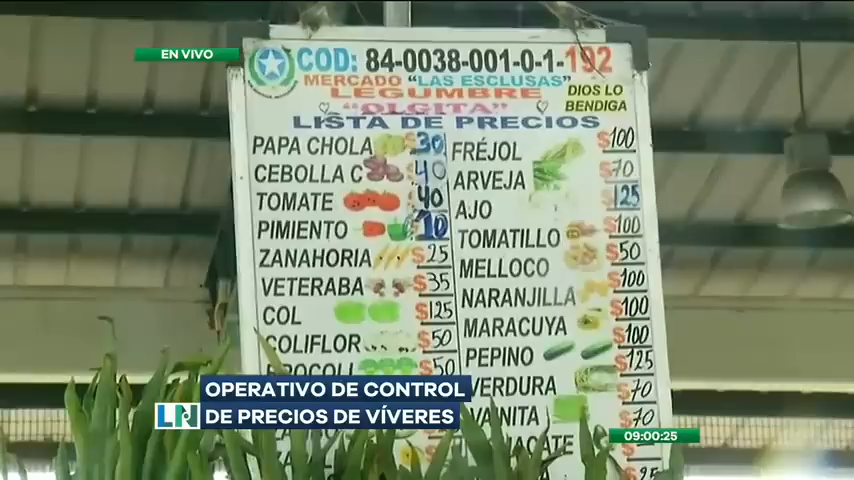 EN VIVO
COD: 84-0038-001-0-1-192
MERCADO "LAS ESCLUSAS"
LEGUMBRE
"OLGITA"
DIOS LO
BENDIGA
LISTA DE PRECIOS
PAPA CHOLA $30
CEBOLLA C $40
TOMATE 40
PIMIENTO 10
ZANAHORIA $25
VETERABA $35
COL $125
COLIFLOR $50
BROCOLI $50
FRÉJOL $100
ARVEJA $70
AJO $125
TOMATILLO $100
MELLOCO $50
NARANJILLA $100
MARACUYA $100
PEPINO $100
VERDURA $125
VAINITA $70
$70
$25
OPERATIVO DE CONTROL
DE PRECIOS DE VÍVERES
LN
09:00:25